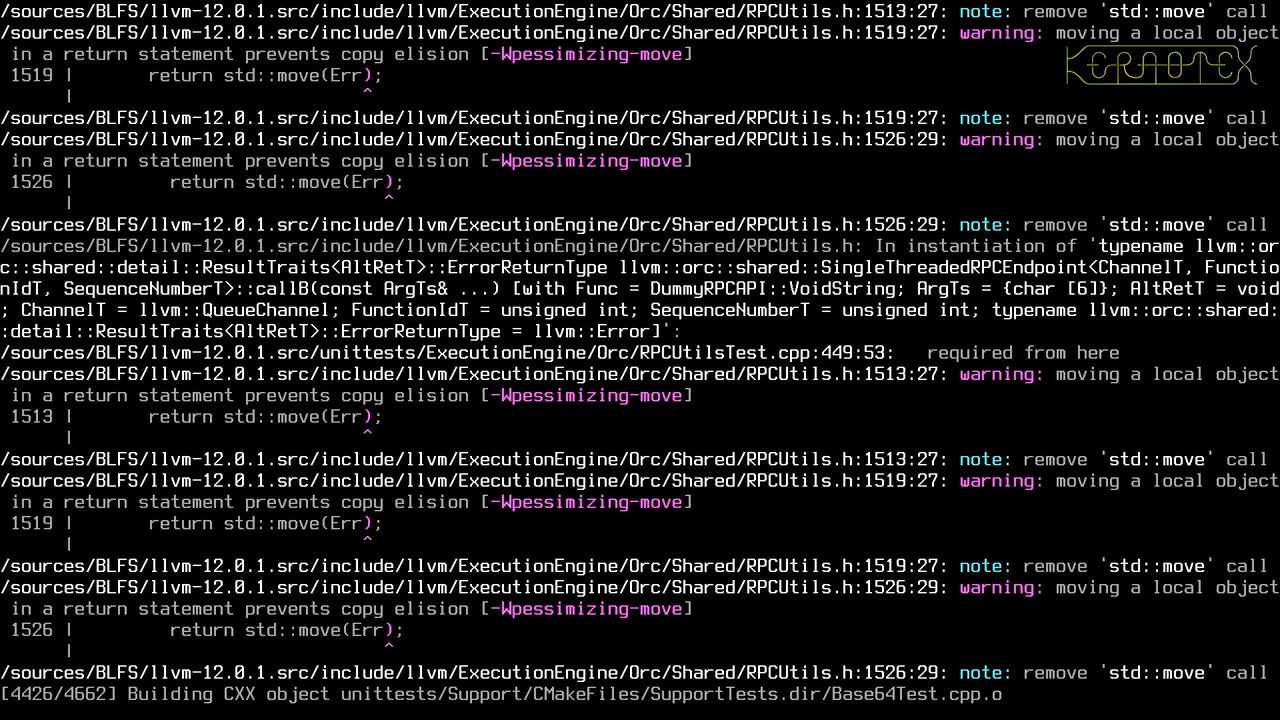 /sources/BLFS/llvm-12.0.1.src/include/llvm/ExecutionEngine/Orc/Shared/RPCUtils.h:1513:27: note: remove 'std::move' call
/sources/BLFS/llvm-12.0.1.src/include/llvm/ExecutionEngine/Orc/Shared/RPCUtils.h:1519:27: warning: moving a local object
in a return statement prevents copy elision [-Wpessimizing-move]
KERNOTEX
1519 |       return std::move(Err);
|                            ^
/sources/BLFS/llvm-12.0.1.src/include/llvm/ExecutionEngine/Orc/Shared/RPCUtils.h:1519:27: note: remove 'std::move' call
/sources/BLFS/llvm-12.0.1.src/include/llvm/ExecutionEngine/Orc/Shared/RPCUtils.h:1526:29: warning: moving a local object
in a return statement prevents copy elision [-Wpessimizing-move]
1526 |         return std::move(Err);
|                              ^
/sources/BLFS/llvm-12.0.1.src/include/llvm/ExecutionEngine/Orc/Shared/RPCUtils.h:1526:29: note: remove 'std::move' call
/sources/BLFS/llvm-12.0.1.src/include/llvm/ExecutionEngine/Orc/Shared/RPCUtils.h: In instantiation of 'typename llvm::or
c::shared::detail::ResultTraits<AltRetT>::ErrorReturnType llvm::orc::shared::SingleThreadedRPCEndpoint<ChannelT, Functio
nIdT, SequenceNumberT>::callB(const ArgTs& ...) [with Func = DummyRPCAPI::VoidString; ArgTs = {char [6]}; AltRetT = void
; ChannelT = llvm::QueueChannel; FunctionIdT = unsigned int; SequenceNumberT = unsigned int; typename llvm::orc::shared:
:detail::ResultTraits<AltRetT>::ErrorReturnType = llvm::Error]':
/sources/BLFS/llvm-12.0.1.src/unittests/ExecutionEngine/Orc/RPCUtilsTest.cpp:449:53:   required from here
/sources/BLFS/llvm-12.0.1.src/include/llvm/ExecutionEngine/Orc/Shared/RPCUtils.h:1513:27: warning: moving a local object
in a return statement prevents copy elision [-Wpessimizing-move]
1513 |       return std::move(Err);
|                            ^
/sources/BLFS/llvm-12.0.1.src/include/llvm/ExecutionEngine/Orc/Shared/RPCUtils.h:1513:27: note: remove 'std::move' call
/sources/BLFS/llvm-12.0.1.src/include/llvm/ExecutionEngine/Orc/Shared/RPCUtils.h:1519:27: warning: moving a local object
in a return statement prevents copy elision [-Wpessimizing-move]
1519 |       return std::move(Err);
|                            ^
/sources/BLFS/llvm-12.0.1.src/include/llvm/ExecutionEngine/Orc/Shared/RPCUtils.h:1519:27: note: remove 'std::move' call
/sources/BLFS/llvm-12.0.1.src/include/llvm/ExecutionEngine/Orc/Shared/RPCUtils.h:1526:29: warning: moving a local object
in a return statement prevents copy elision [-Wpessimizing-move]
1526 |         return std::move(Err);
|                              ^
/sources/BLFS/llvm-12.0.1.src/include/llvm/ExecutionEngine/Orc/Shared/RPCUtils.h:1526:29: note: remove 'std::move' call
[4426/4662] Building CXX object unittests/Support/CMakeFiles/SupportTests.dir/Base64Test.cpp.o